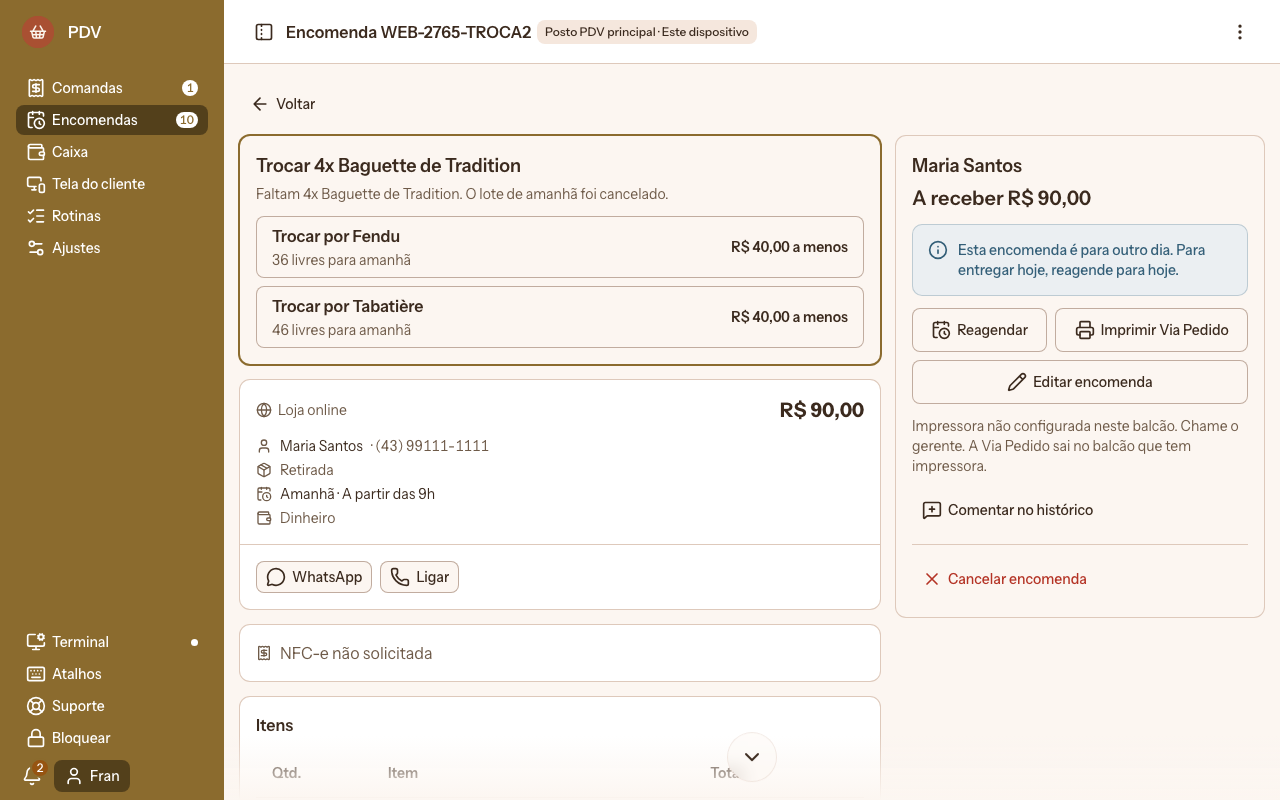 PDV
Comandas 1
Encomendas 10
Caixa
Tela do cliente
Rotinas
Ajustes
Terminal
Atalhos
Suporte
Bloquear
2
Fran
Encomenda WEB-2765-TROCA2
Posto PDV principal · Este dispositivo
Voltar
Trocar 4x Baguette de Tradition
Faltam 4x Baguette de Tradition. O lote de amanhã foi cancelado.
Trocar por Fendu
36 livres para amanhã
R$ 40,00 a menos
Trocar por Tabatière
46 livres para amanhã
R$ 40,00 a menos
Loja online
R$ 90,00
Maria Santos · (43) 99111-1111
Retirada
Amanhã · A partir das 9h
Dinheiro
WhatsApp
Ligar
NFC-e não solicitada
Itens
Qtd. Item
Maria Santos
A receber R$ 90,00
Esta encomenda é para outro dia. Para
entregar hoje, reagende para hoje.
Reagendar
Imprimir Via Pedido
Editar encomenda
Impressora não configurada neste balcão. Chame o
gerente. A Via Pedido sai no balcão que tem
impressora.
Comentar no histórico
Cancelar encomenda